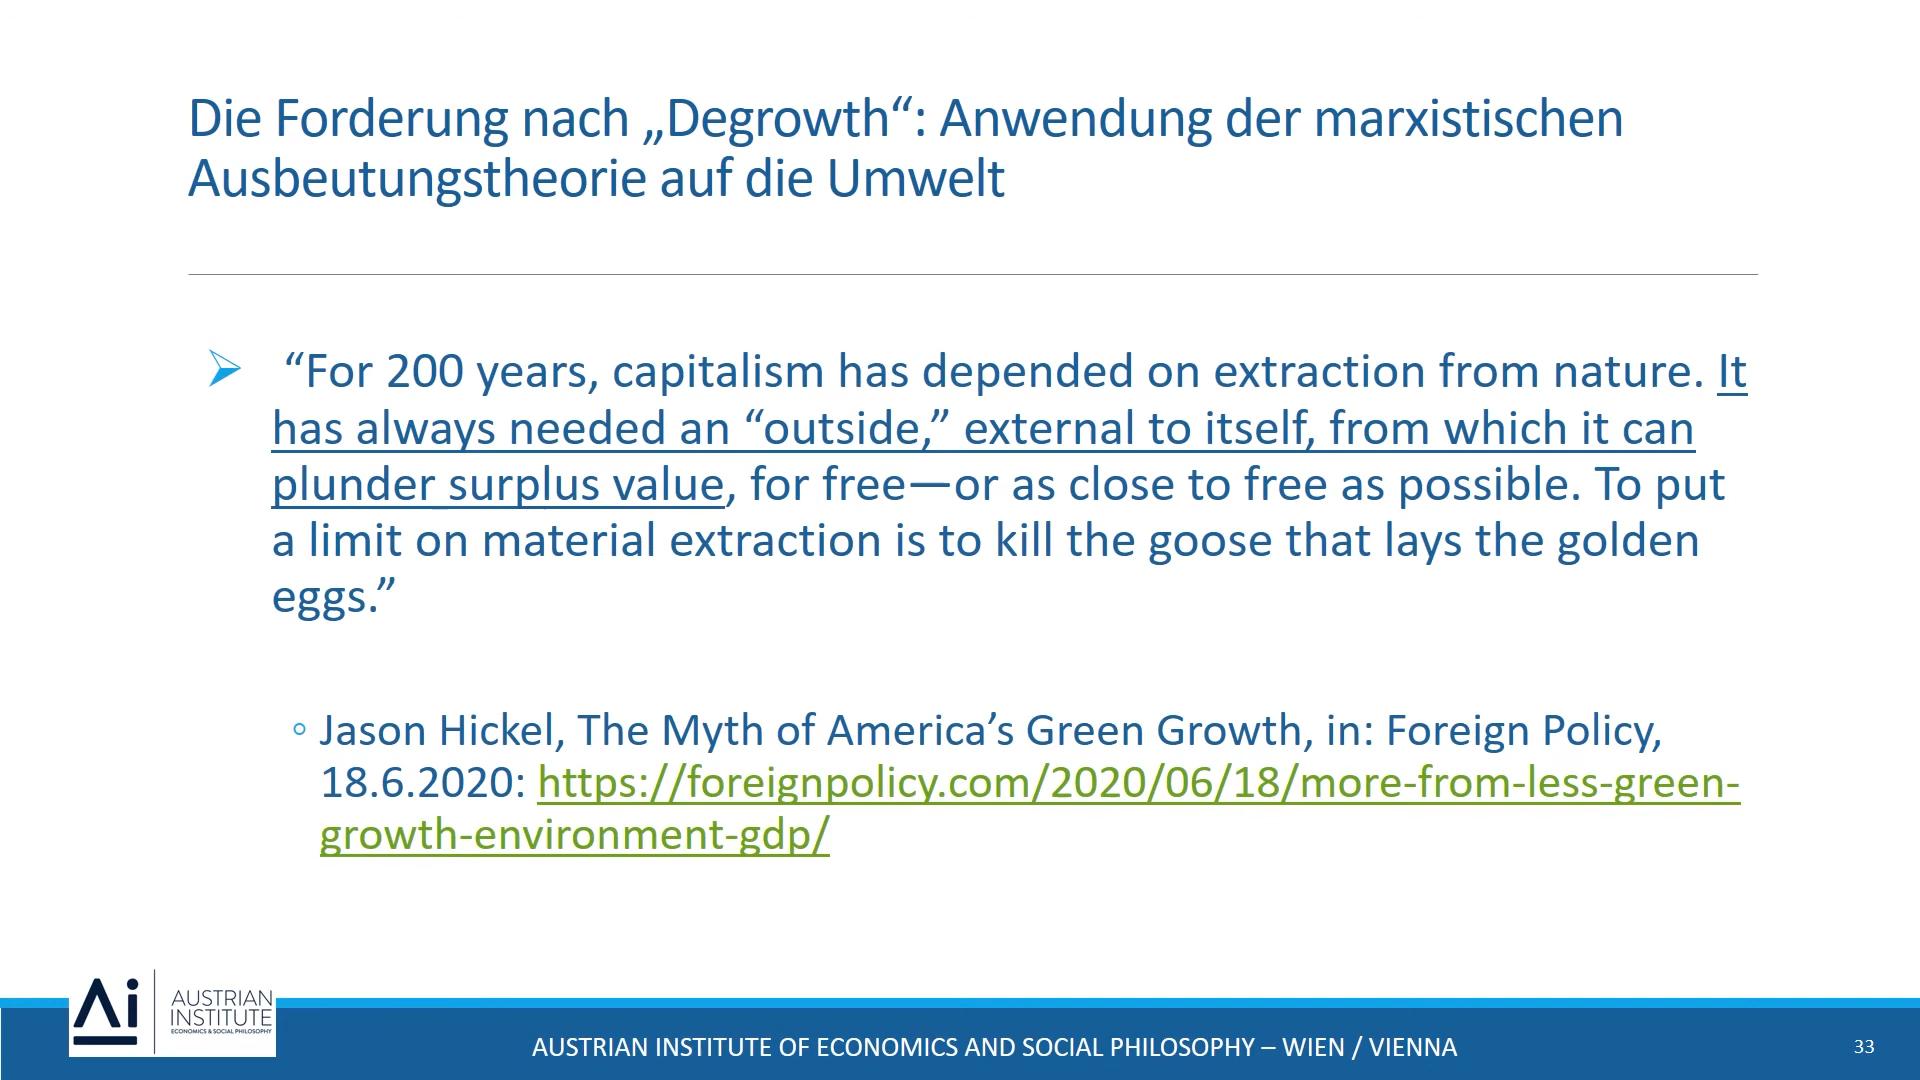 Die Forderung nach „Degrowth“: Anwendung der marxistischen
Ausbeutungstheorie auf die Umwelt
“For 200 years, capitalism has depended on extraction from nature. It
has always needed an “outside,” external to itself, from which it can
plunder surplus value, for free—or as close to free as possible. To put
a limit on material extraction is to kill the goose that lays the golden
eggs.”
Jason Hickel, The Myth of America’s Green Growth, in: Foreign Policy,
18.6.2020: https://foreignpolicy.com/2020/06/18/more-from-less-green-
growth-environment-gdp/
Ai
AUSTRIAN
INSTITUTE
ECONOMICS & SOCIAL PHILOSOPHY
AUSTRIAN INSTITUTE OF ECONOMICS AND SOCIAL PHILOSOPHY – WIEN / VIENNA
33